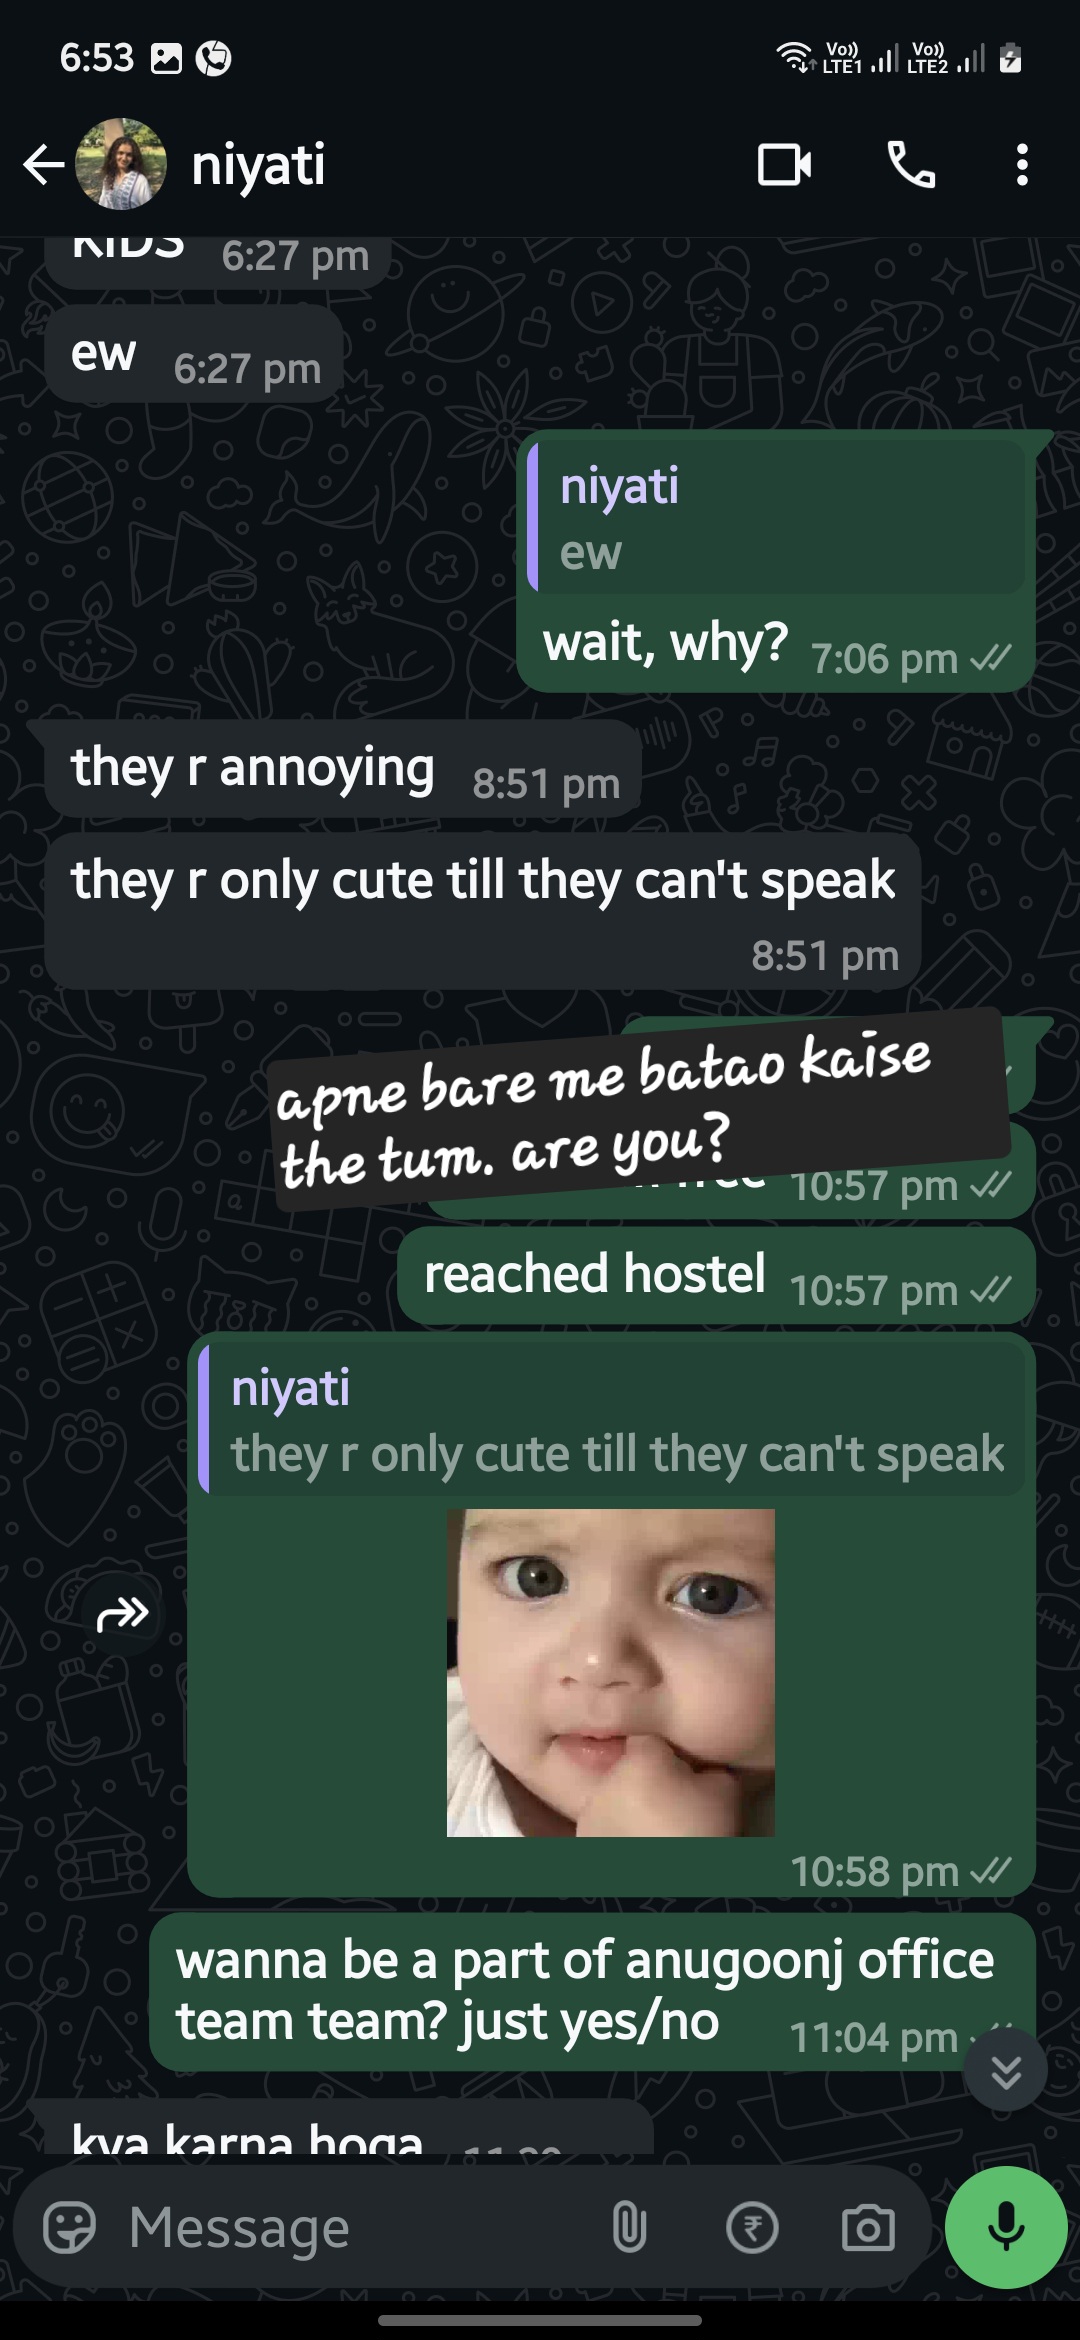 6:53 Vo)) LTE1 Vo)) LTE2
niyati
KIDS 6:27 pm
ew 6:27 pm
niyati
ew
wait, why? 7:06 pm
they r annoying 8:51 pm
they r only cute till they can't speak
8:51 pm
apne bare me batao kaise
the tum. are you?
10:57 pm
reached hostel 10:57 pm
niyati
they r only cute till they can't speak
10:58 pm
wanna be a part of anugoonj office
team team? just yes/no 11:04 pm
kya karna hoga
Message